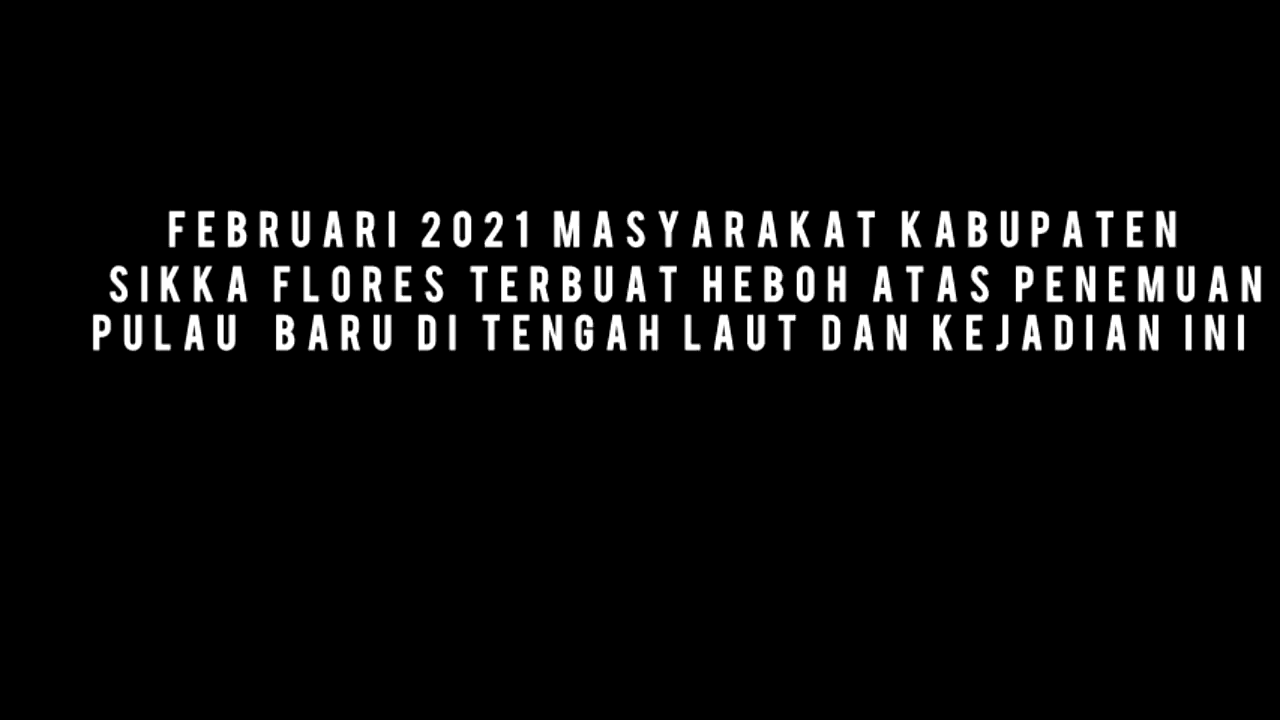 FEBRUARI 2021 MASYARAKAT KABUPATEN
SIKKA FLORES TERBUAT HEBOH ATAS PENEMUAN
PULAU BARU DI TENGAH LAUT DAN KEJADIAN INI